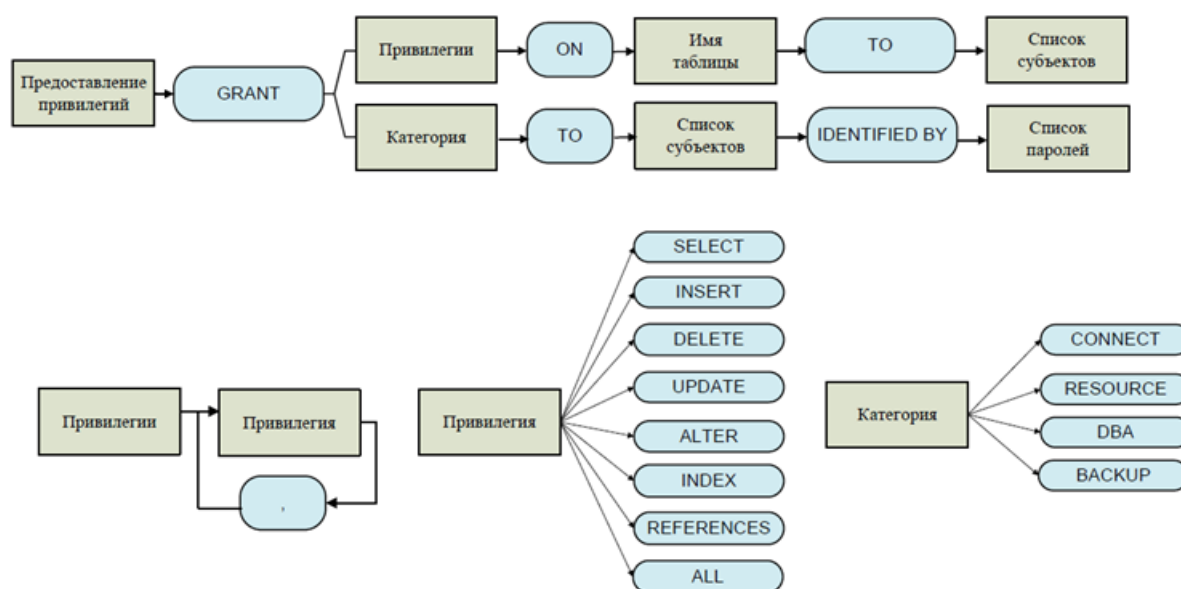 Предоставление
привилегий
GRANT
Привилегии
ON
Имя
таблицы
TO
Список
субъектов
Категория
TO
Список
субъектов
IDENTIFIED BY
Список
паролей
Привилегии
Привилегия
,
Привилегия
SELECT
INSERT
DELETE
UPDATE
ALTER
INDEX
REFERENCES
ALL
Категория
CONNECT
RESOURCE
DBA
BACKUP